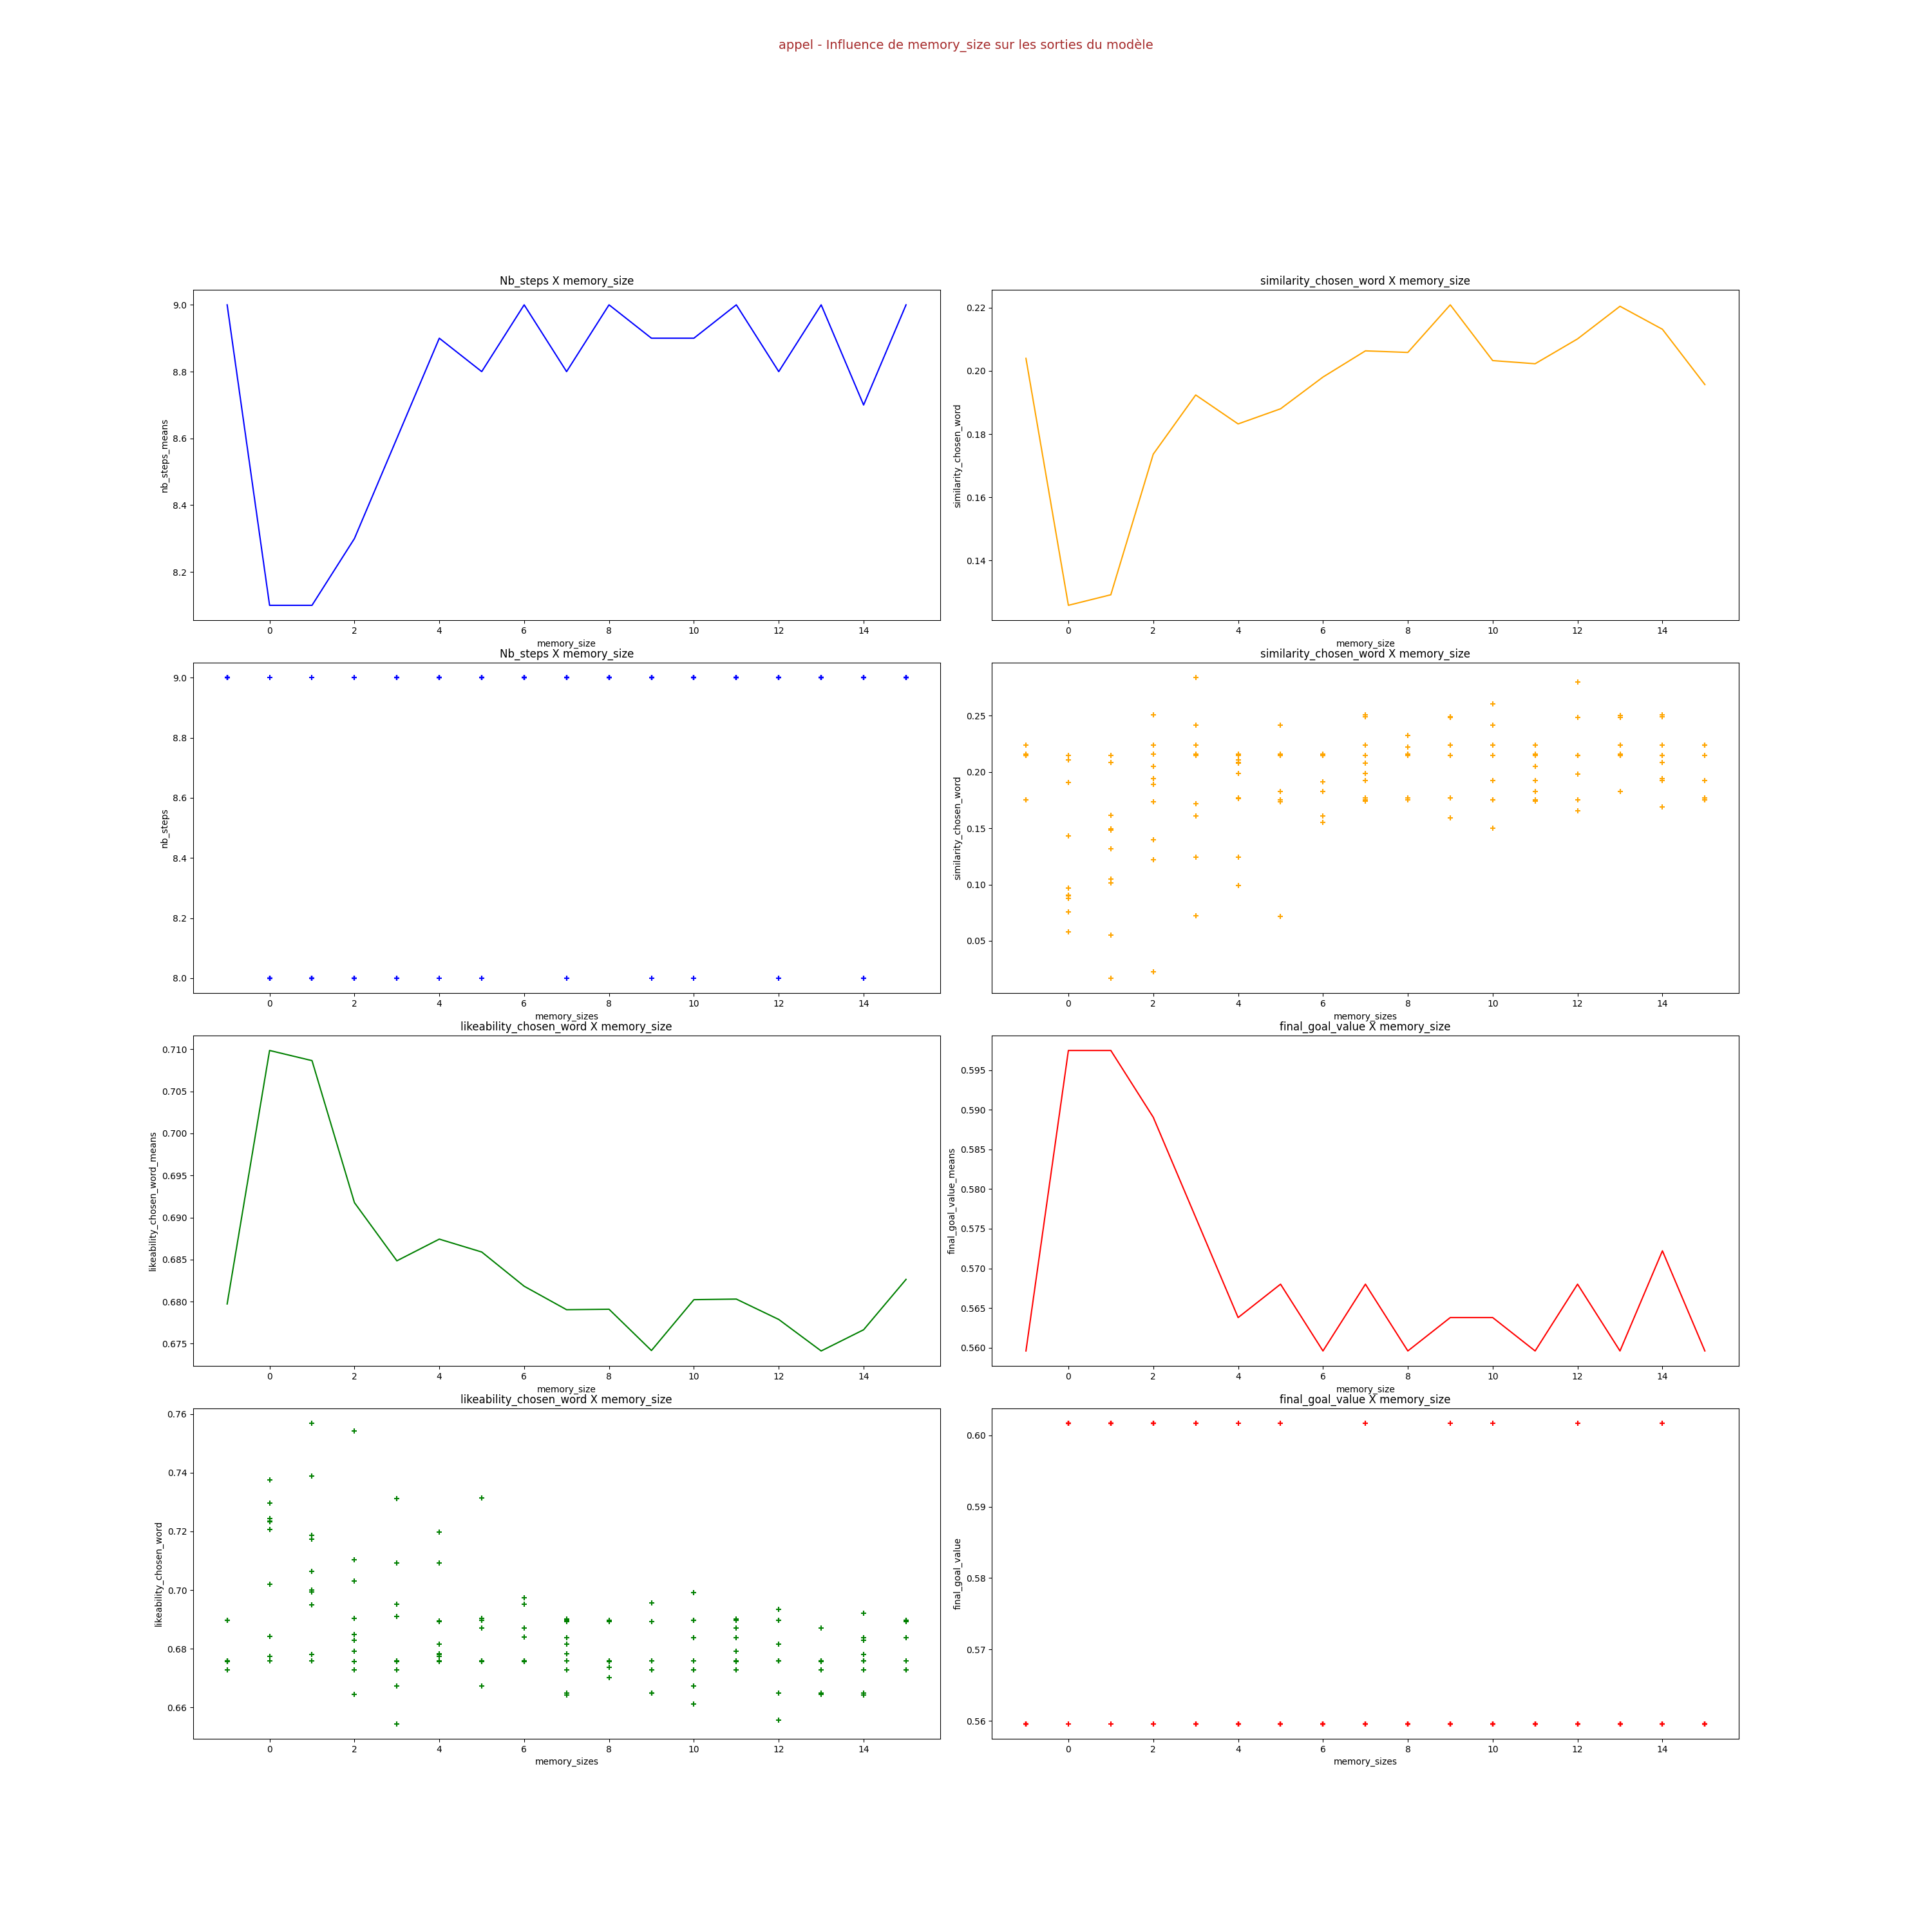 appel - Influence de memory_size sur les sorties du modèle
Nb_steps X memory_size
nb_steps_means
9.0
8.8
8.6
8.4
8.2
0 2 4 6 8 10 12 14
memory_size
similarity_chosen_word X memory_size
similarity_chosen_word
0.22
0.20
0.18
0.16
0.14
0 2 4 6 8 10 12 14
memory_size
Nb_steps X memory_size
nb_steps
9.0
8.8
8.6
8.4
8.2
8.0
0 2 4 6 8 10 12 14
memory_sizes
similarity_chosen_word X memory_size
similarity_chosen_word
0.25
0.20
0.15
0.10
0.05
0 2 4 6 8 10 12 14
memory_sizes
likeability_chosen_word X memory_size
likeability_chosen_word_means
0.710
0.705
0.700
0.695
0.690
0.685
0.680
0.675
0 2 4 6 8 10 12 14
memory_size
final_goal_value X memory_size
final_goal_value_means
0.595
0.590
0.585
0.580
0.575
0.570
0.565
0.560
0 2 4 6 8 10 12 14
memory_size
likeability_chosen_word X memory_size
likeability_chosen_word
0.76
0.74
0.72
0.70
0.68
0.66
0 2 4 6 8 10 12 14
memory_sizes
final_goal_value X memory_size
final_goal_value
0.60
0.59
0.58
0.57
0.56
0 2 4 6 8 10 12 14
memory_sizes